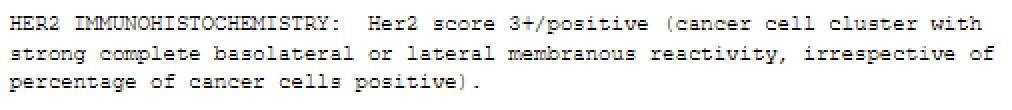 HER2 IMMUNOHISTOCHEMISTRY:  Her2 score 3+/positive (cancer cell cluster with
strong complete basolateral or lateral membranous reactivity, irrespective of
percentage of cancer cells positive).